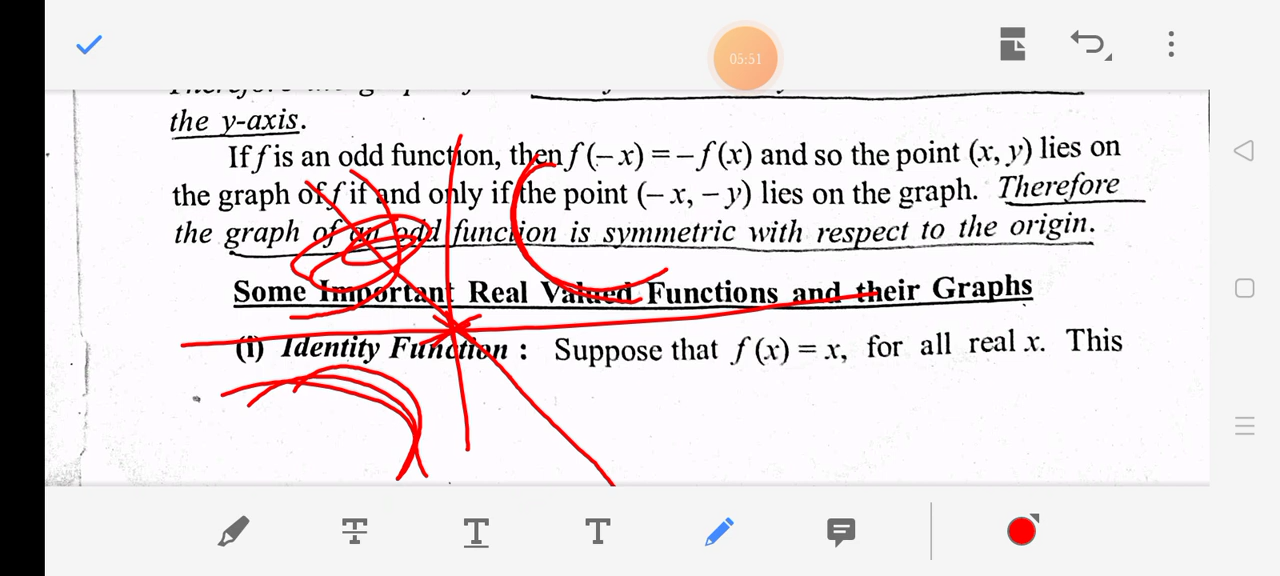 05:51
the y-axis.
If f is an odd function, then f (– x) = – f (x) and so the point (x, y) lies on
the graph of f if and only if the point (– x, – y) lies on the graph. Therefore
the graph of an odd function is symmetric with respect to the origin.
Some Important Real Valued Functions and their Graphs
(i) Identity Function : Suppose that f (x) = x, for all real x. This
T T T